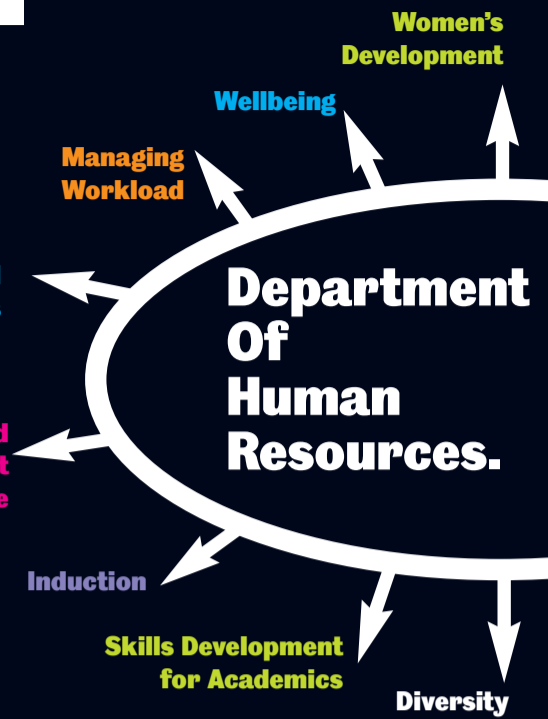 Women’s
Development
Wellbeing
Managing
Workload
Department
Of
Human
Resources.
Induction
Skills Development
for Academics
Diversity